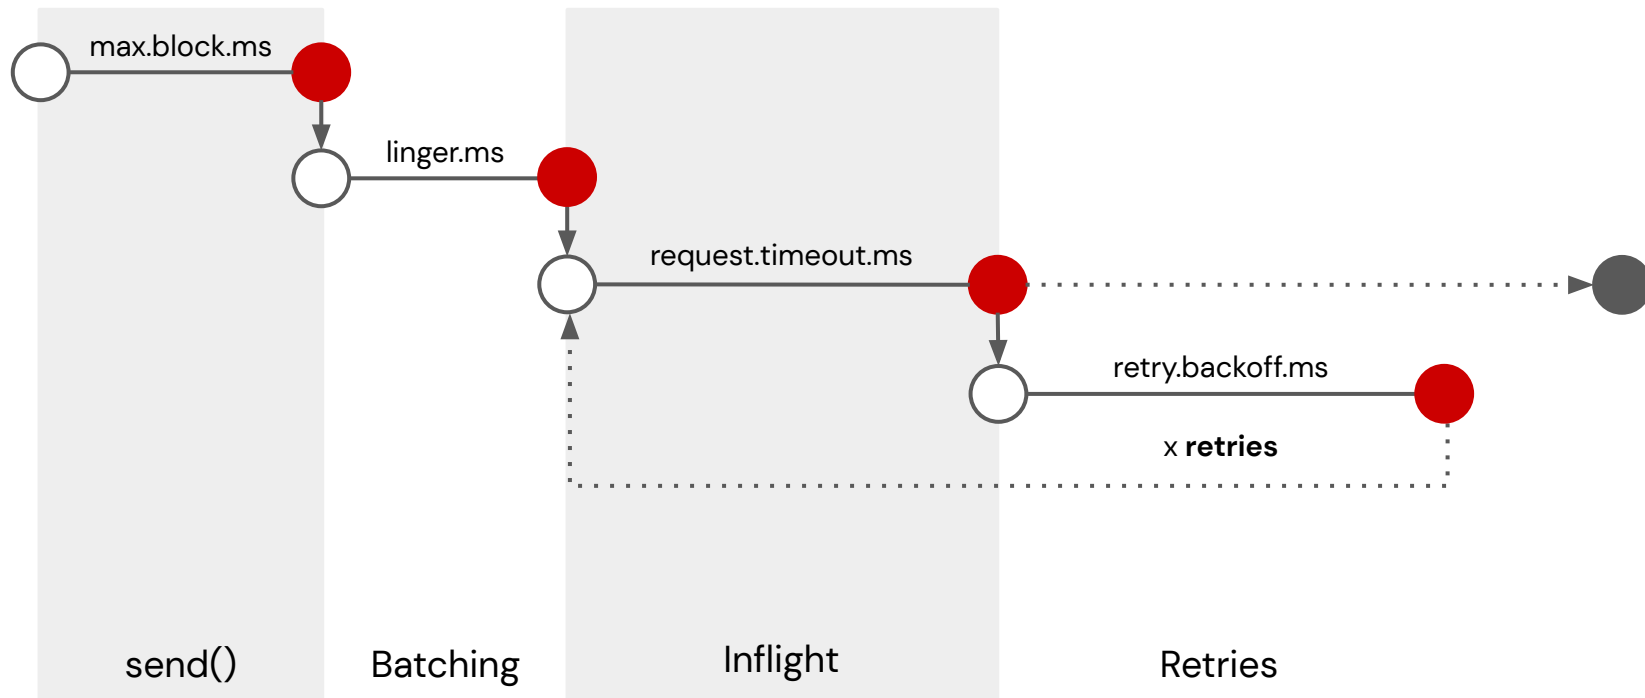 max.block.ms
linger.ms
request.timeout.ms
retry.backoff.ms
x retries
send()
Batching
Inflight
Retries